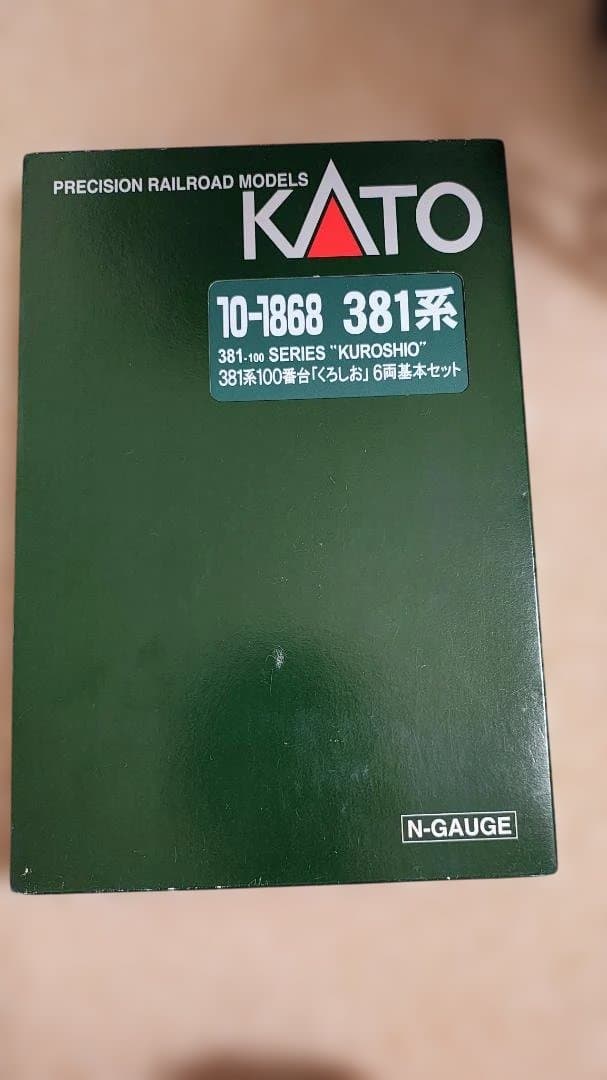 PRECISION RAILROAD MODELS
KATO
10-1868 381系
381-100 SERIES "KUROSHIO"
381系100番台「くろしお」6両基本セット
N-GAUGE